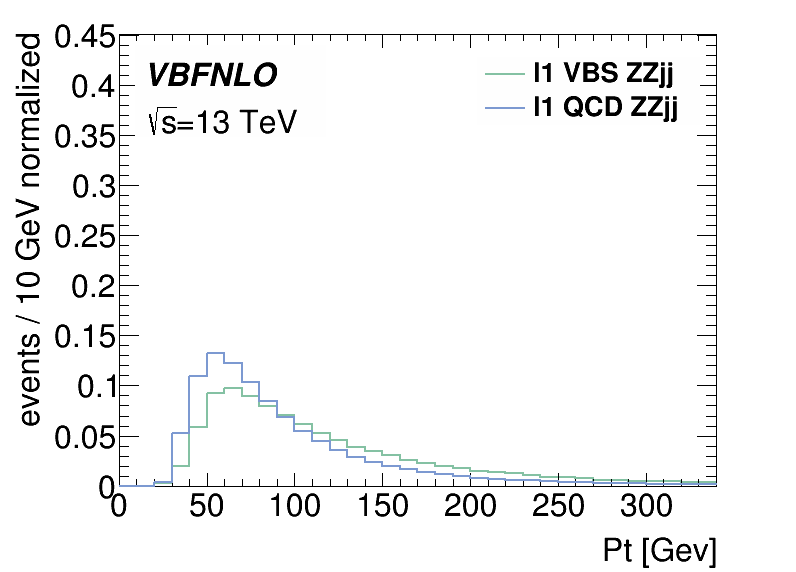 0.45
0.4
0.35
0.3
0.25
0.2
0.15
0.1
0.05
0
events / 10 GeV normalized
VBFNLO
√s=13 TeV
l1 VBS ZZjj
l1 QCD ZZjj
0 50 100 150 200 250 300
Pt [Gev]